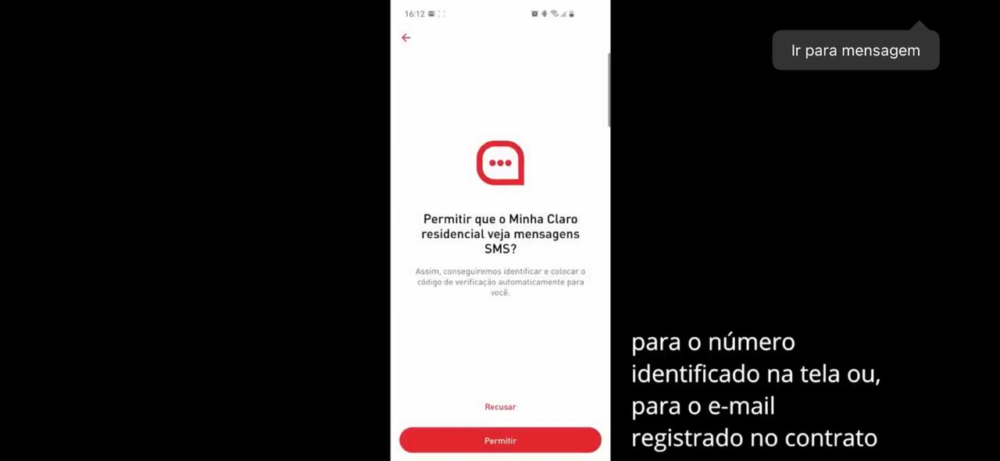 16:12
Ir para mensagem
Permitir que o Minha Claro
residencial veja mensagens
SMS?
Assim, conseguiremos identificar e colocar o
código de verificação automaticamente para
você.
para o número
identificado na tela ou,
para o e-mail
registrado no contrato
Recusar
Permitir